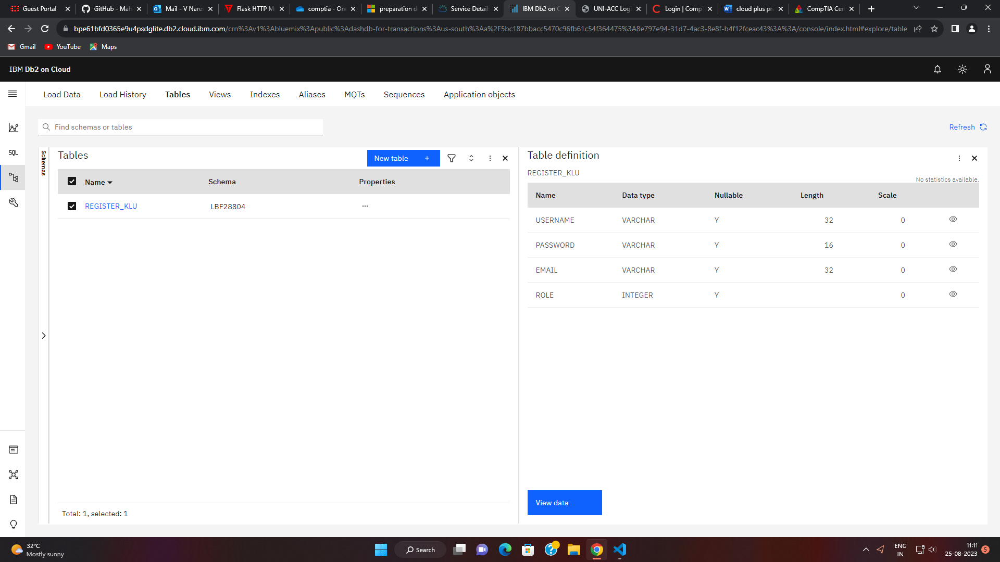 Guest Portal
GitHub - Mah
Mail - V Nare
Flask HTTP M
comptia - One
preparation d
Service Detail
IBM Db2 on C
UNI-ACC Logi
Login | Comp
cloud plus pra
CompTIA Cer
bpe61bfd0365e9u4psdglite.db2.cloud.ibm.com/crn%3Av1%3Abluemix%3Apublic%3Adashdb-for-transactions%3Aus-south%3Aa%2F5bc187bbacc5470c96fb61c54f364475%3A8e797e94-31d7-4ac3-8e8f-b4f12fceac43%3A%3A/console/index.html#explore/table
Gmail YouTube Maps
IBM Db2 on Cloud
Load Data Load History Tables Views Indexes Aliases MQTs Sequences Application objects
SQL
Find schemas or tables
Refresh
Schemas
Tables
New table +
Name Schema Properties
REGISTER_KLU LBF28804 ...
Total: 1, selected: 1
Table definition
REGISTER_KLU
No statistics available.
Name Data type Nullable Length Scale
USERNAME VARCHAR Y 32 0
PASSWORD VARCHAR Y 16 0
EMAIL VARCHAR Y 32 0
ROLE INTEGER Y 0
View data
32°C
Mostly sunny
Search
ENG
IN
11:11
25-08-2023
5